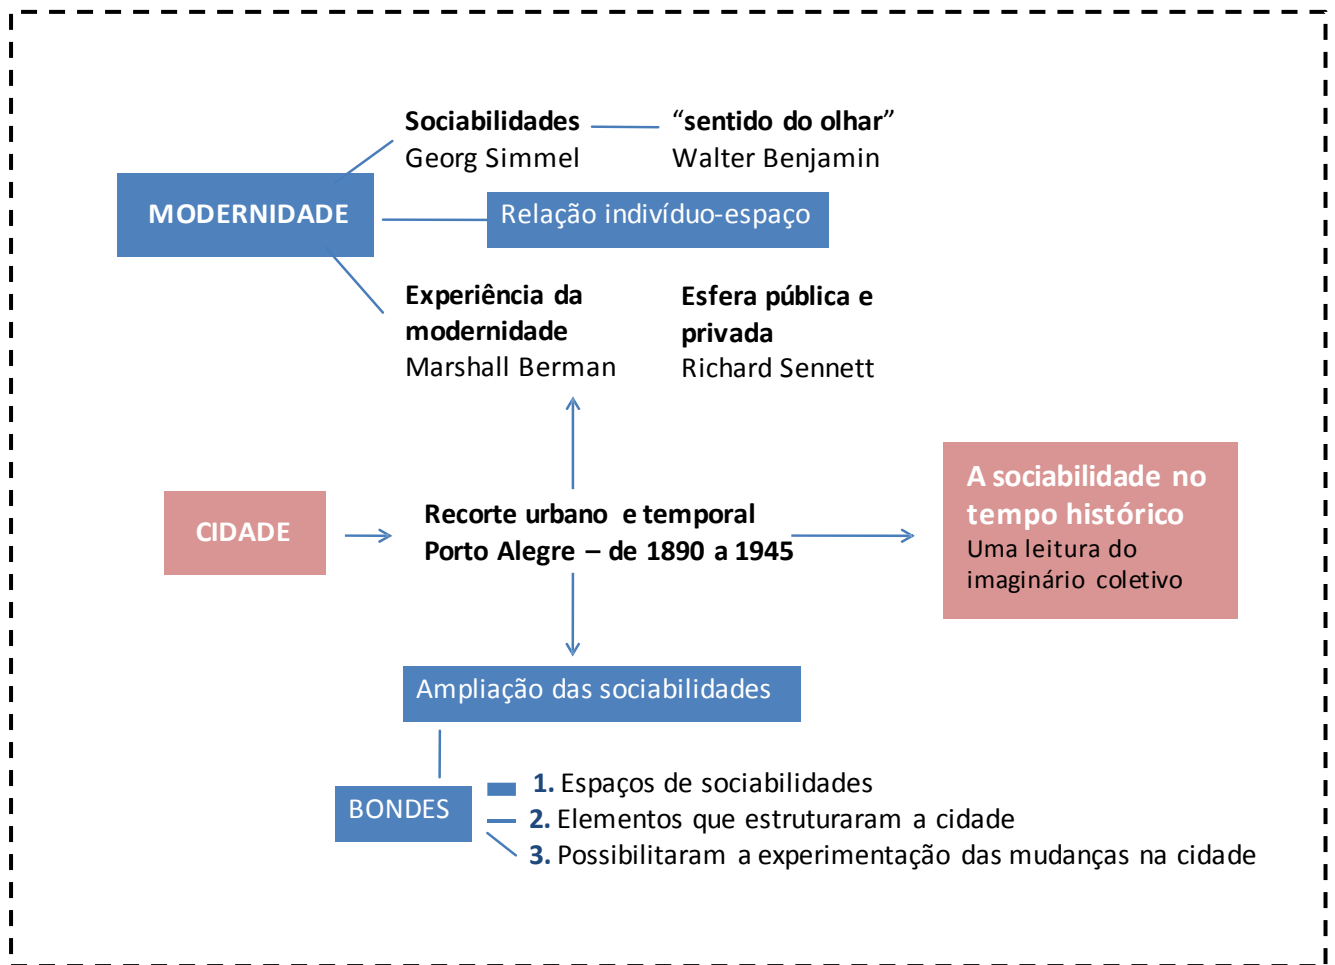 Sociabilidades
Georg Simmel
“sentido do olhar”
Walter Benjamin
MODERNIDADE
Relação indivíduo-espaço
Experiência da
modernidade
Marshall Berman
Esfera pública e
privada
Richard Sennett
CIDADE
Recorte urbano e temporal
Porto Alegre – de 1890 a 1945
A sociabilidade no
tempo histórico
Uma leitura do
imaginário coletivo
Ampliação das sociabilidades
BONDES
1. Espaços de sociabilidades
2. Elementos que estruturaram a cidade
3. Possibilitaram a experimentação das mudanças na cidade